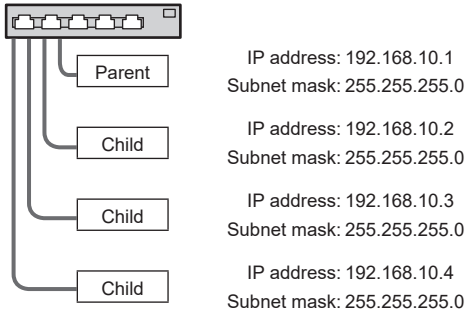 Parent
IP address: 192.168.10.1
Subnet mask: 255.255.255.0
Child
IP address: 192.168.10.2
Subnet mask: 255.255.255.0
Child
IP address: 192.168.10.3
Subnet mask: 255.255.255.0
Child
IP address: 192.168.10.4
Subnet mask: 255.255.255.0